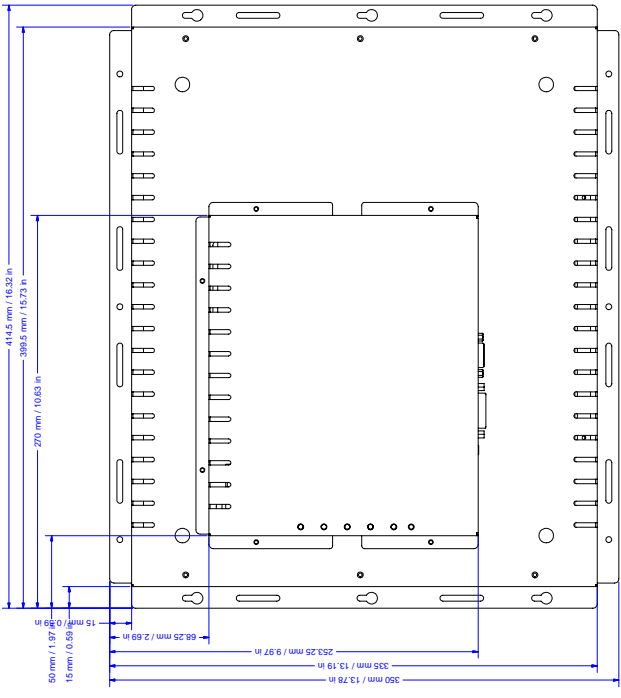 414.5 mm / 16.32 in
399.5 mm / 15.73 in
270 mm / 10.63 in
50 mm / 1.97 in
15 mm / 0.59 in
15 mm / 0.59 in
68.25 mm / 2.69 in
253.25 mm / 9.97 in
335 mm / 13.19 in
350 mm / 13.78 in